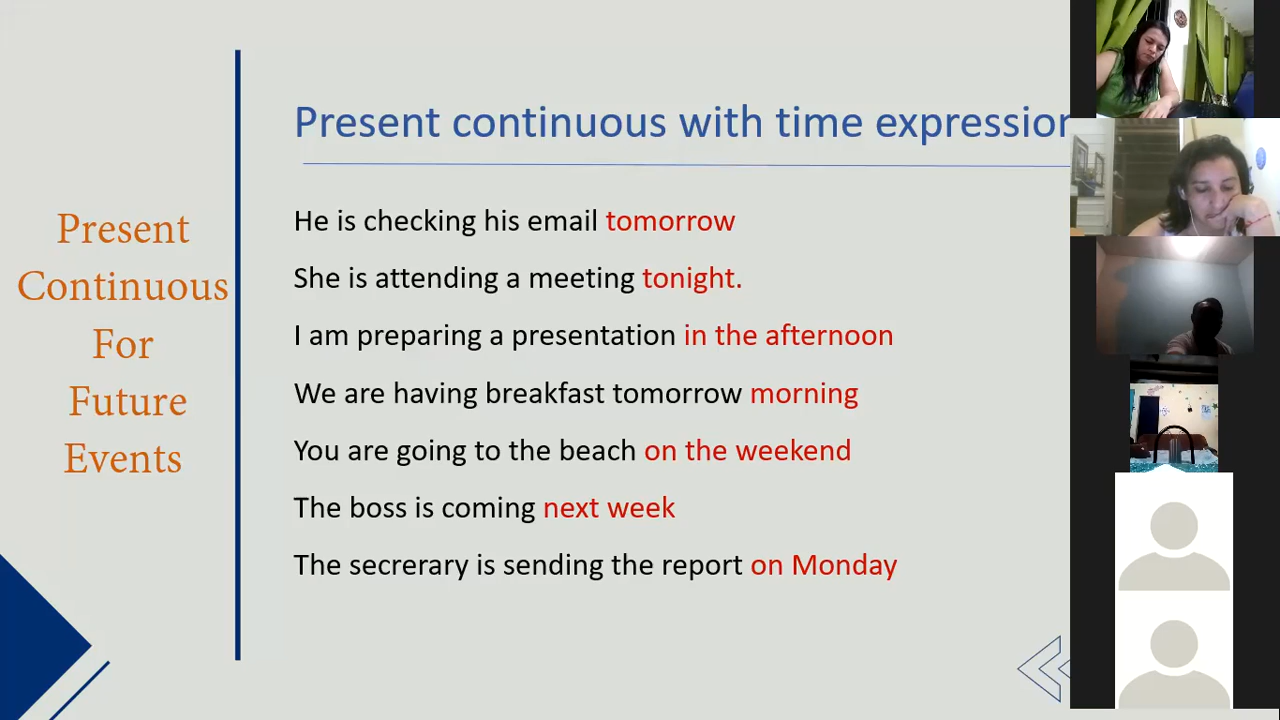 Present continuous with time expression
Present
Continuous
For
Future
Events
He is checking his email tomorrow
She is attending a meeting tonight.
I am preparing a presentation in the afternoon
We are having breakfast tomorrow morning
You are going to the beach on the weekend
The boss is coming next week
The secrerary is sending the report on Monday